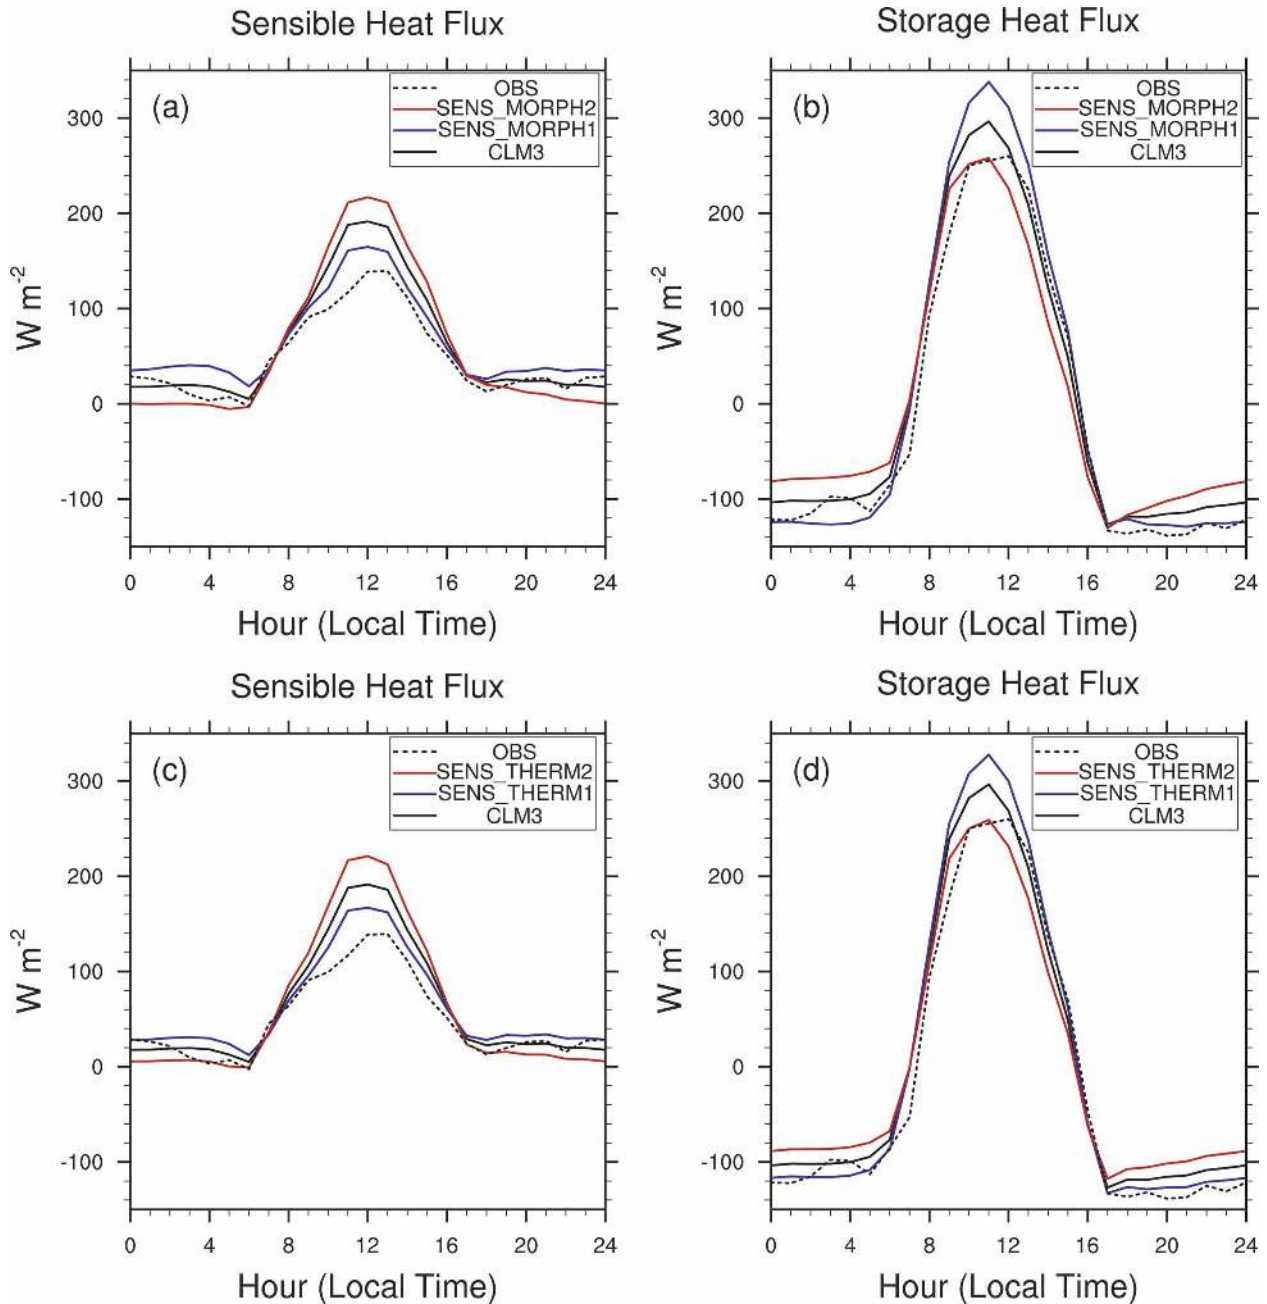 Sensible Heat Flux
(a)
OBS
SENS_MORPH2
SENS_MORPH1
CLM3
300
200
100
0
-100
W m-2
0 4 8 12 16 20 24
Hour (Local Time)
Storage Heat Flux
(b)
OBS
SENS_MORPH2
SENS_MORPH1
CLM3
300
200
100
0
-100
W m-2
0 4 8 12 16 20 24
Hour (Local Time)
Sensible Heat Flux
(c)
OBS
SENS_THERM2
SENS_THERM1
CLM3
300
200
100
0
-100
W m-2
0 4 8 12 16 20 24
Hour (Local Time)
Storage Heat Flux
(d)
OBS
SENS_THERM2
SENS_THERM1
CLM3
300
200
100
0
-100
W m-2
0 4 8 12 16 20 24
Hour (Local Time)